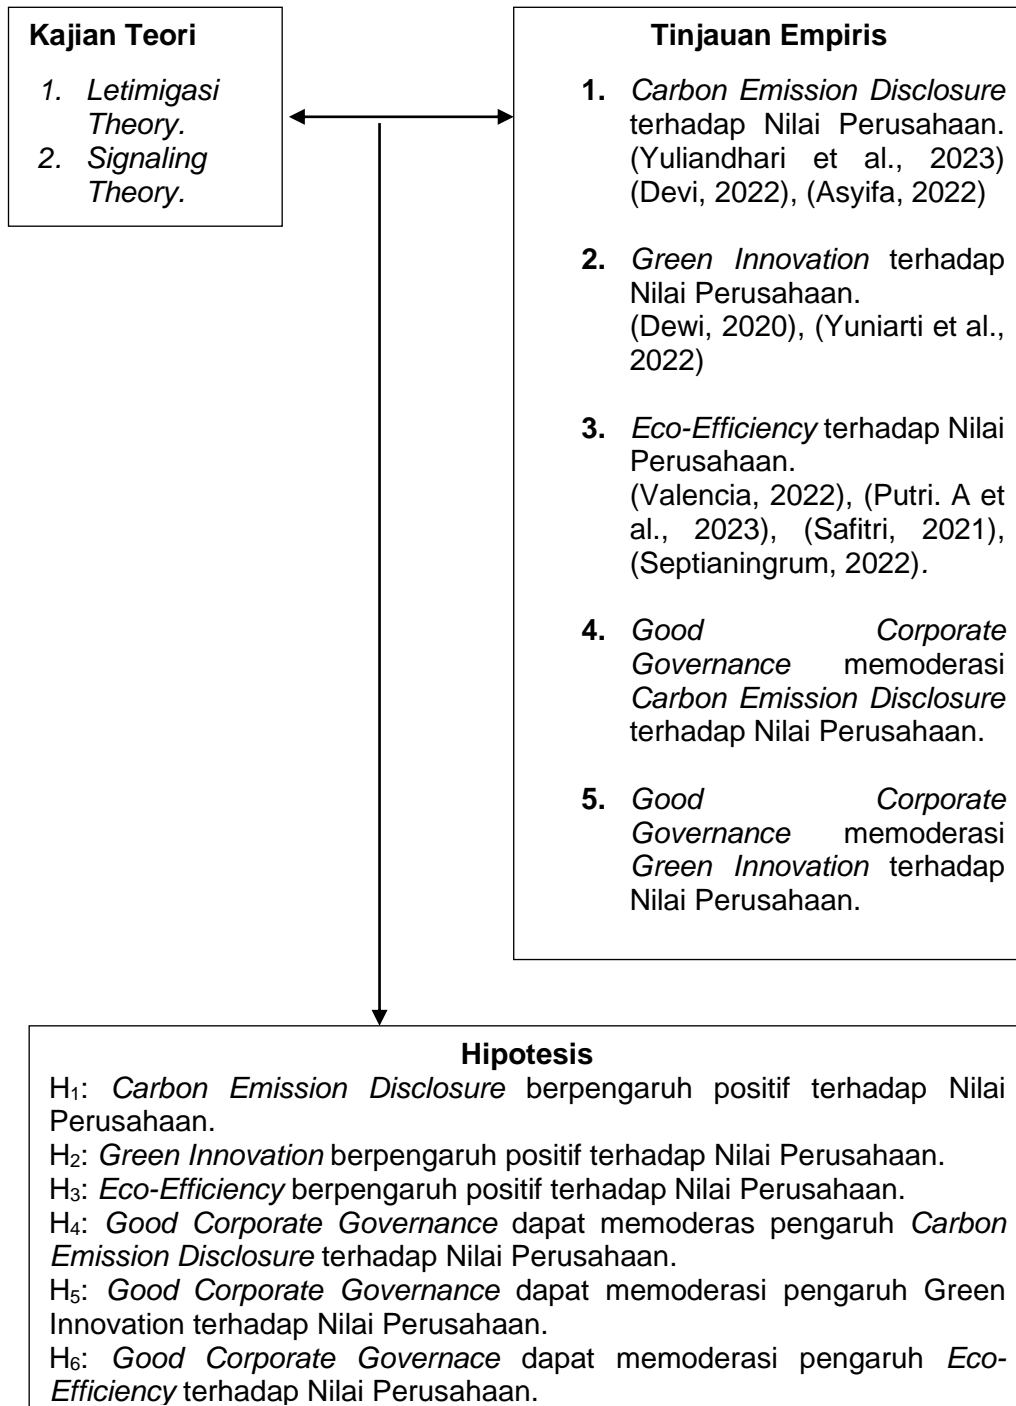 Kajian Teori
1. Letimigasi
Theory.
2. Signaling
Theory.
Tinjauan Empiris
1. Carbon Emission Disclosure
terhadap Nilai Perusahaan.
(Yuliandhari et al., 2023)
(Devi, 2022), (Asyifa, 2022)
2. Green Innovation terhadap
Nilai Perusahaan.
(Dewi, 2020), (Yuniarti et al.,
2022)
3. Eco-Efficiency terhadap Nilai
Perusahaan.
(Valencia, 2022), (Putri. A et
al., 2023), (Safitri, 2021),
(Septianingrum, 2022).
4. Good Corporate
Governance memoderasi
Carbon Emission Disclosure
terhadap Nilai Perusahaan.
5. Good Corporate
Governance memoderasi
Green Innovation terhadap
Nilai Perusahaan.
Hipotesis
H₁: Carbon Emission Disclosure berpengaruh positif terhadap Nilai
Perusahaan.
H₂: Green Innovation berpengaruh positif terhadap Nilai Perusahaan.
H₃: Eco-Efficiency berpengaruh positif terhadap Nilai Perusahaan.
H₄: Good Corporate Governance dapat memoderas pengaruh Carbon
Emission Disclosure terhadap Nilai Perusahaan.
H₅: Good Corporate Governance dapat memoderasi pengaruh Green
Innovation terhadap Nilai Perusahaan.
H₆: Good Corporate Governace dapat memoderasi pengaruh Eco-
Efficiency terhadap Nilai Perusahaan.